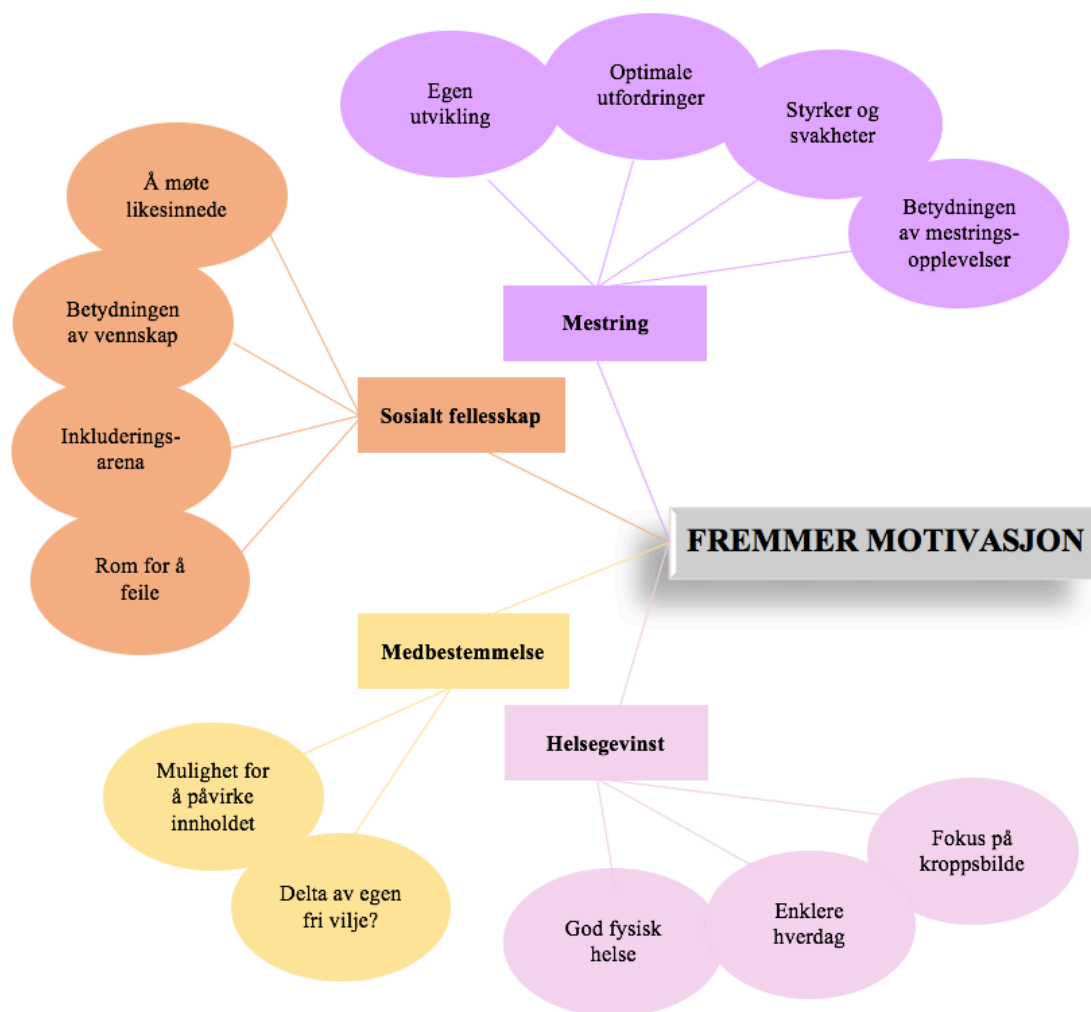 Egen
utvikling
Optimale
utfordringer
Styrker og
svakheter
Betydningen
av mestrings-
opplevelser
Mestring
Å møte
likesinnede
Betydningen
av vennskap
Inkluderings-
arena
Rom for å
feile
Sosialt fellesskap
FREMMER MOTIVASJON
Medbestemmelse
Mulighet for
å påvirke
innholdet
Delta av egen
fri vilje?
Helsegevinst
Fokus på
kroppsbilde
Enklere
hverdag
God fysisk
helse